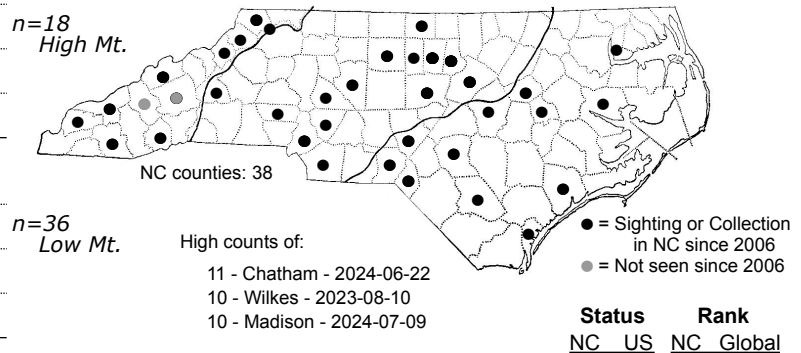 n=18
High Mt.
NC counties: 38
n=36
Low Mt.
High counts of:
11 - Chatham - 2024-06-22
10 - Wilkes - 2023-08-10
10 - Madison - 2024-07-09
= Sighting or Collection
in NC since 2006
= Not seen since 2006
Status Rank
NC US NC Global